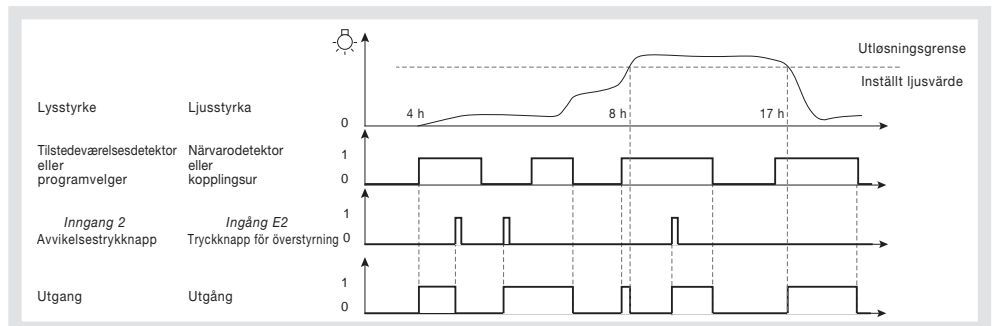 Utløsningsgrense
Inställt ljusvärde
Lysstyrke Ljusstyrka 0 4 h 8 h 17 h
Tilstedeværelsesdetektor Närvarodetektor 1
eller eller
programvelger kopplingsur 0
Inngang 2 Ingång E2 1
Avvikelsestrykknapp Tryckknapp för överstyrning 0
Utgang Utgång 1
0